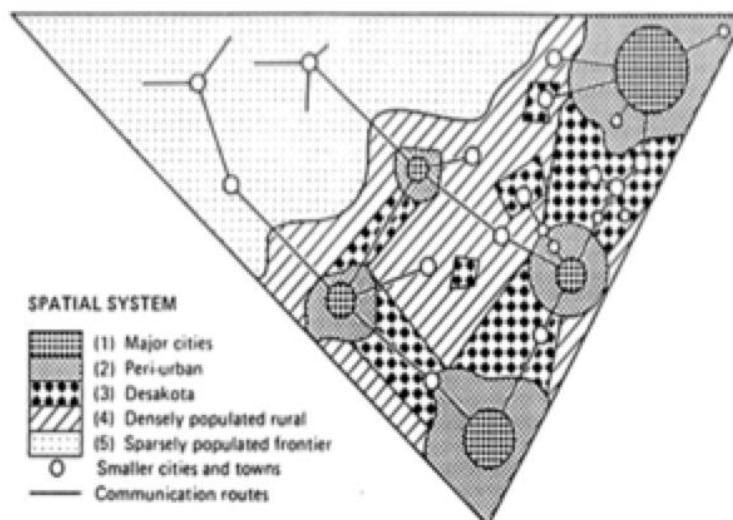 SPATIAL SYSTEM
(1) Major cities
(2) Peri-urban
(3) Desakota
(4) Densely populated rural
(5) Sparsely populated frontier
Smaller cities and towns
Communication routes